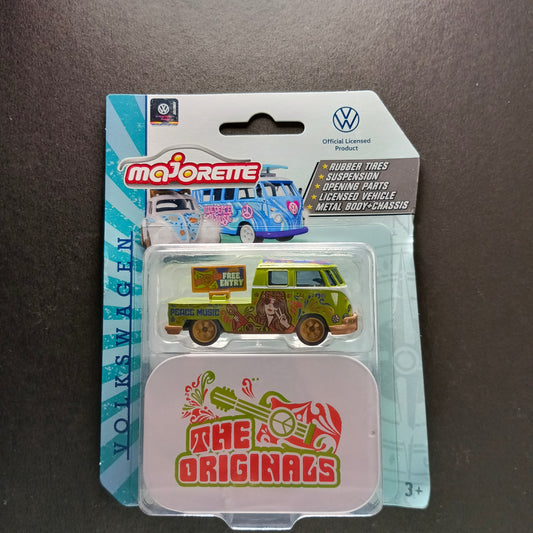 VW
Official Licensed
Product
majorette
★ RUBBER TIRES
★ SUSPENSION
★ OPENING PARTS
★ LICENSED VEHICLE
★ METAL BODY+CHASSIS
VOLKSWAGEN
FREE
ENTRY
PEACE MUSIC
THE
ORIGINALS
3+